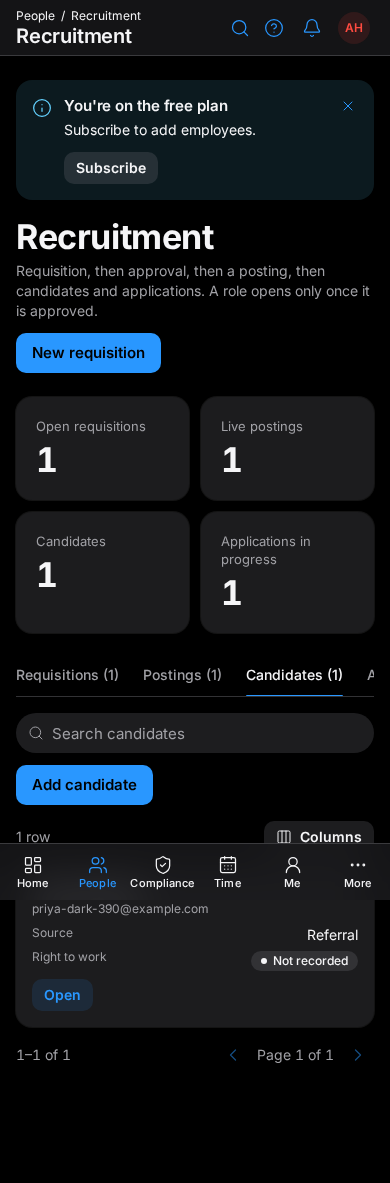 People / Recruitment
Recruitment
AH
You're on the free plan
Subscribe to add employees.
Subscribe
Recruitment
Requisition, then approval, then a posting, then
candidates and applications. A role opens only once it
is approved.
New requisition
Open requisitions
1
Live postings
1
Candidates
1
Applications in
progress
1
Requisitions (1) Postings (1) Candidates (1) A
Search candidates
Add candidate
1 row
Columns
Home People Compliance Time Me More
priya-dark-390@example.com
Source
Referral
Right to work
Not recorded
Open
1–1 of 1
Page 1 of 1